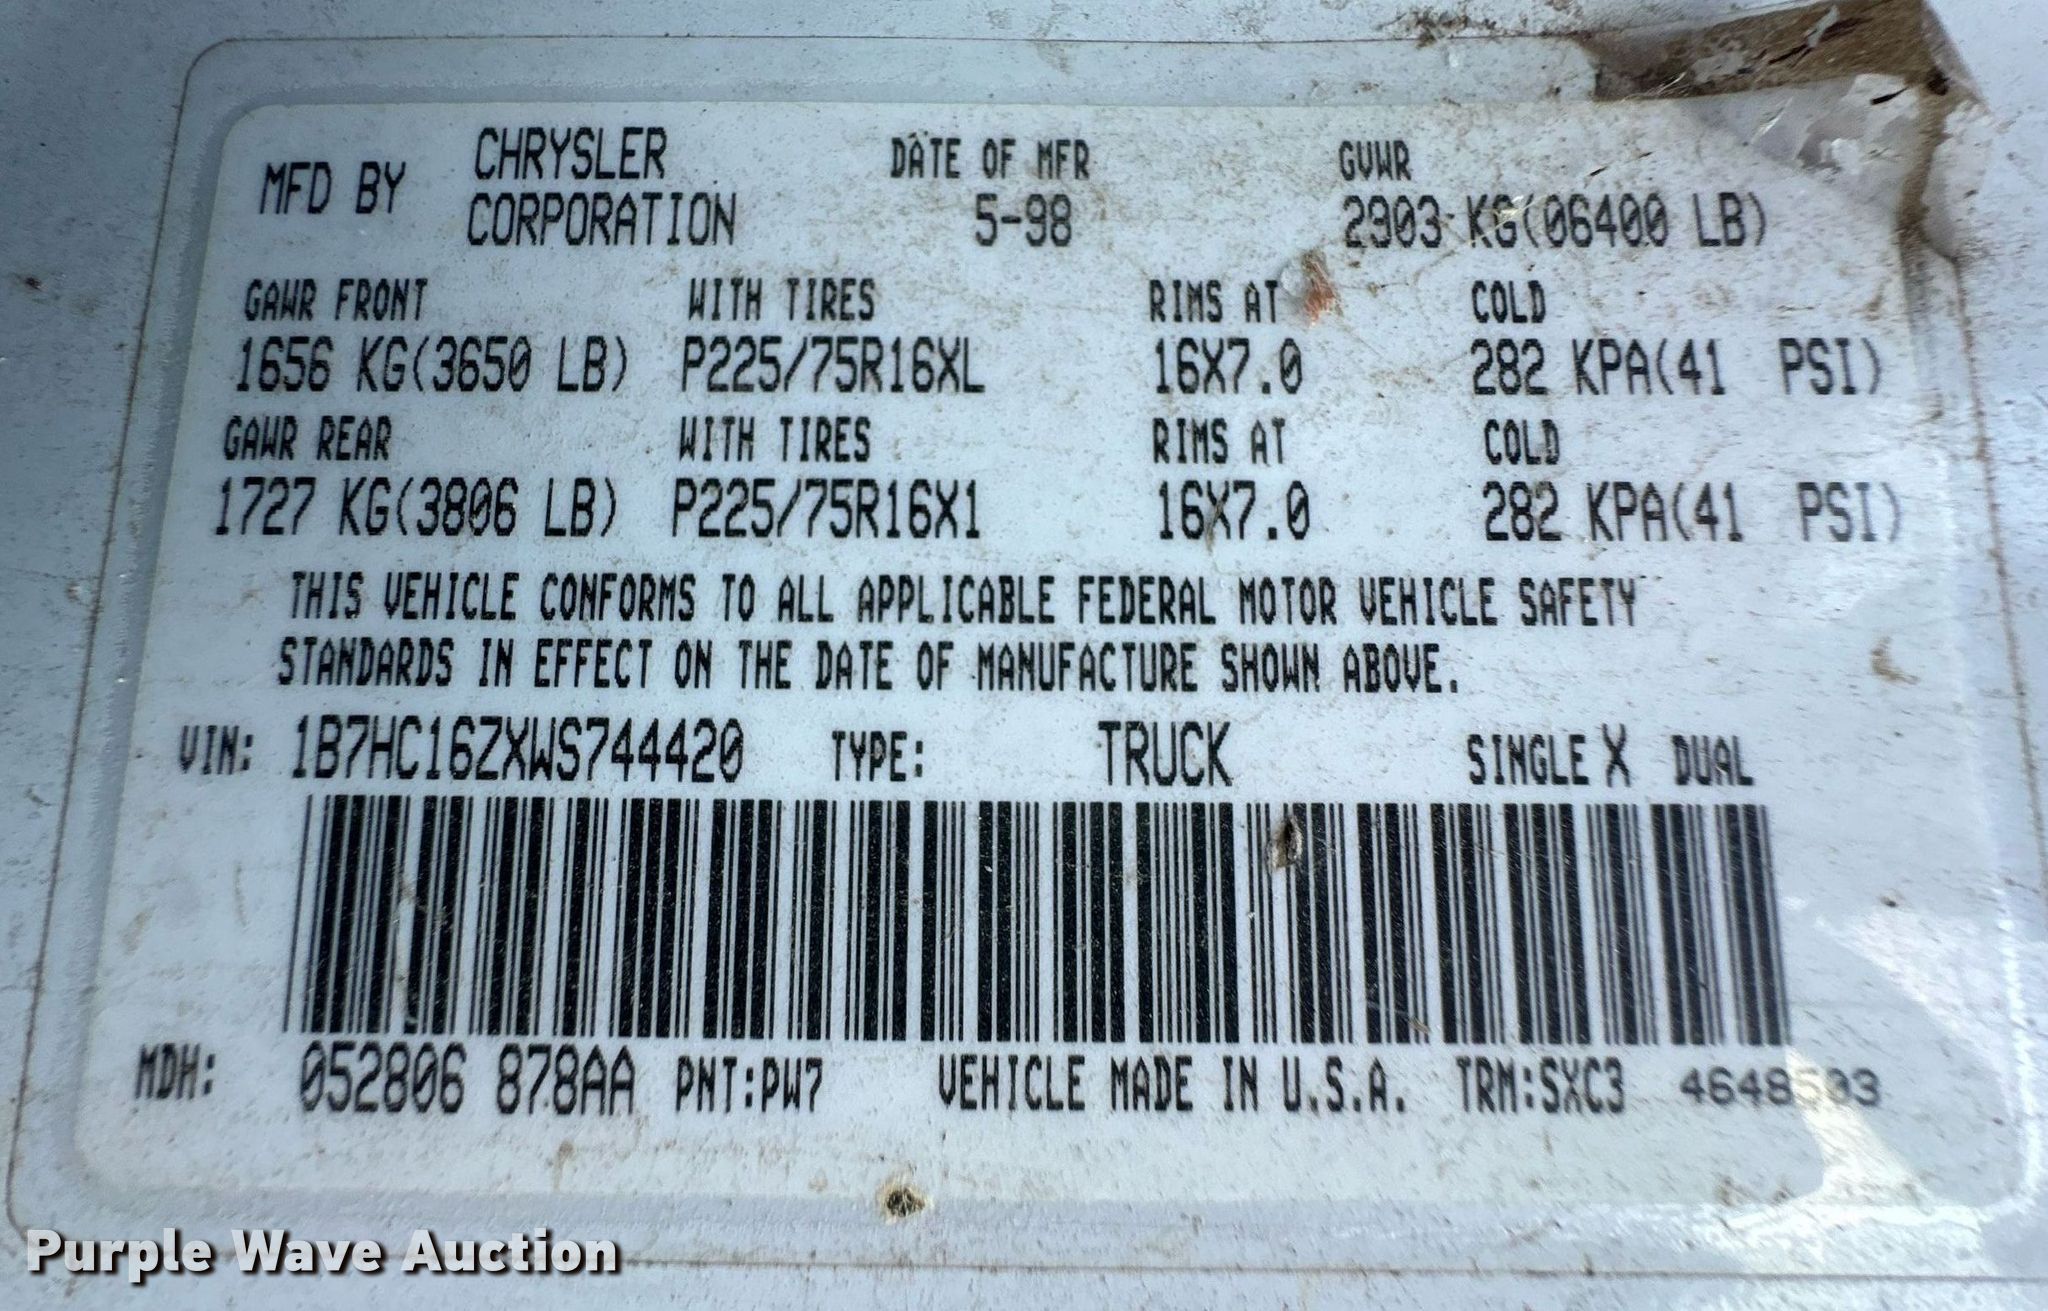 MFD BY CHRYSLER CORPORATION DATE OF MFR 5-98 GVWR 2903 KG(06400 LB)
GAWR FRONT WITH TIRES RIMS AT COLD
1656 KG(3650 LB) P225/75R16XL 16X7.0 282 KPA(41 PSI)
GAWR REAR WITH TIRES RIMS AT COLD
1727 KG(3806 LB) P225/75R16X1 16X7.0 282 KPA(41 PSI)
THIS VEHICLE CONFORMS TO ALL APPLICABLE FEDERAL MOTOR VEHICLE SAFETY
STANDARDS IN EFFECT ON THE DATE OF MANUFACTURE SHOWN ABOVE.
VIN: 1B7HC16ZXWS744420 TYPE: TRUCK SINGLE X DUAL
MDH: 052806 878AA PNT:PW7 VEHICLE MADE IN U.S.A. TRM:SXC3
Purple Wave Auction